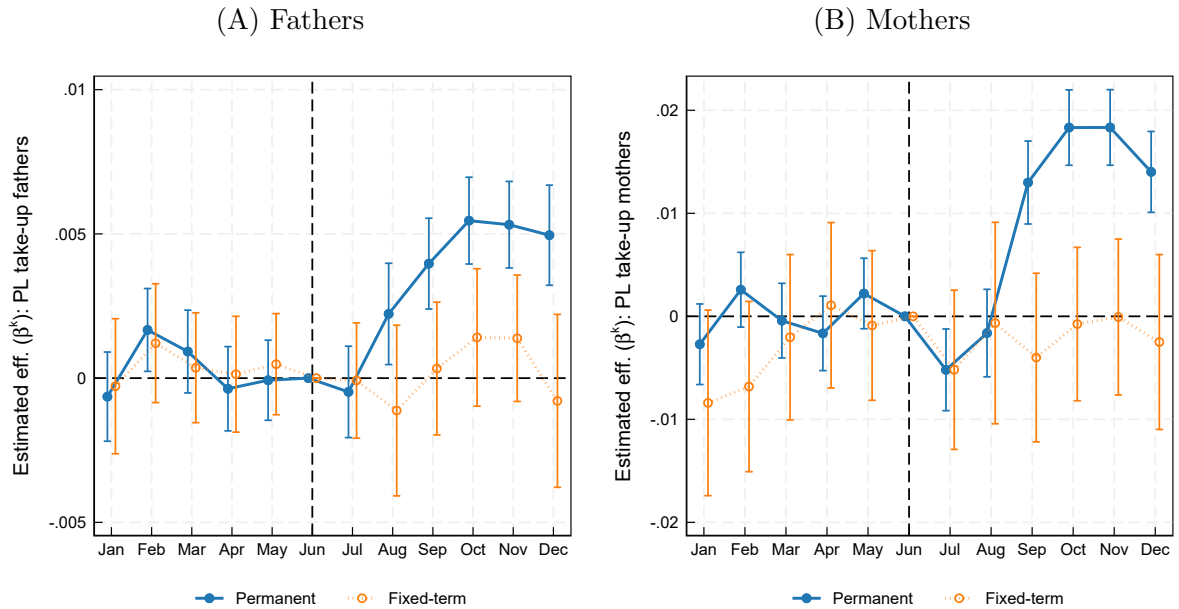 (A) Fathers
Estimated eff. (βᵏ): PL take-up fathers
.01
.005
0
-.005
Jan Feb Mar Apr May Jun Jul Aug Sep Oct Nov Dec
Permanent Fixed-term
(B) Mothers
Estimated eff. (βᵏ): PL take-up mothers
.02
.01
0
-.01
-.02
Jan Feb Mar Apr May Jun Jul Aug Sep Oct Nov Dec
Permanent Fixed-term